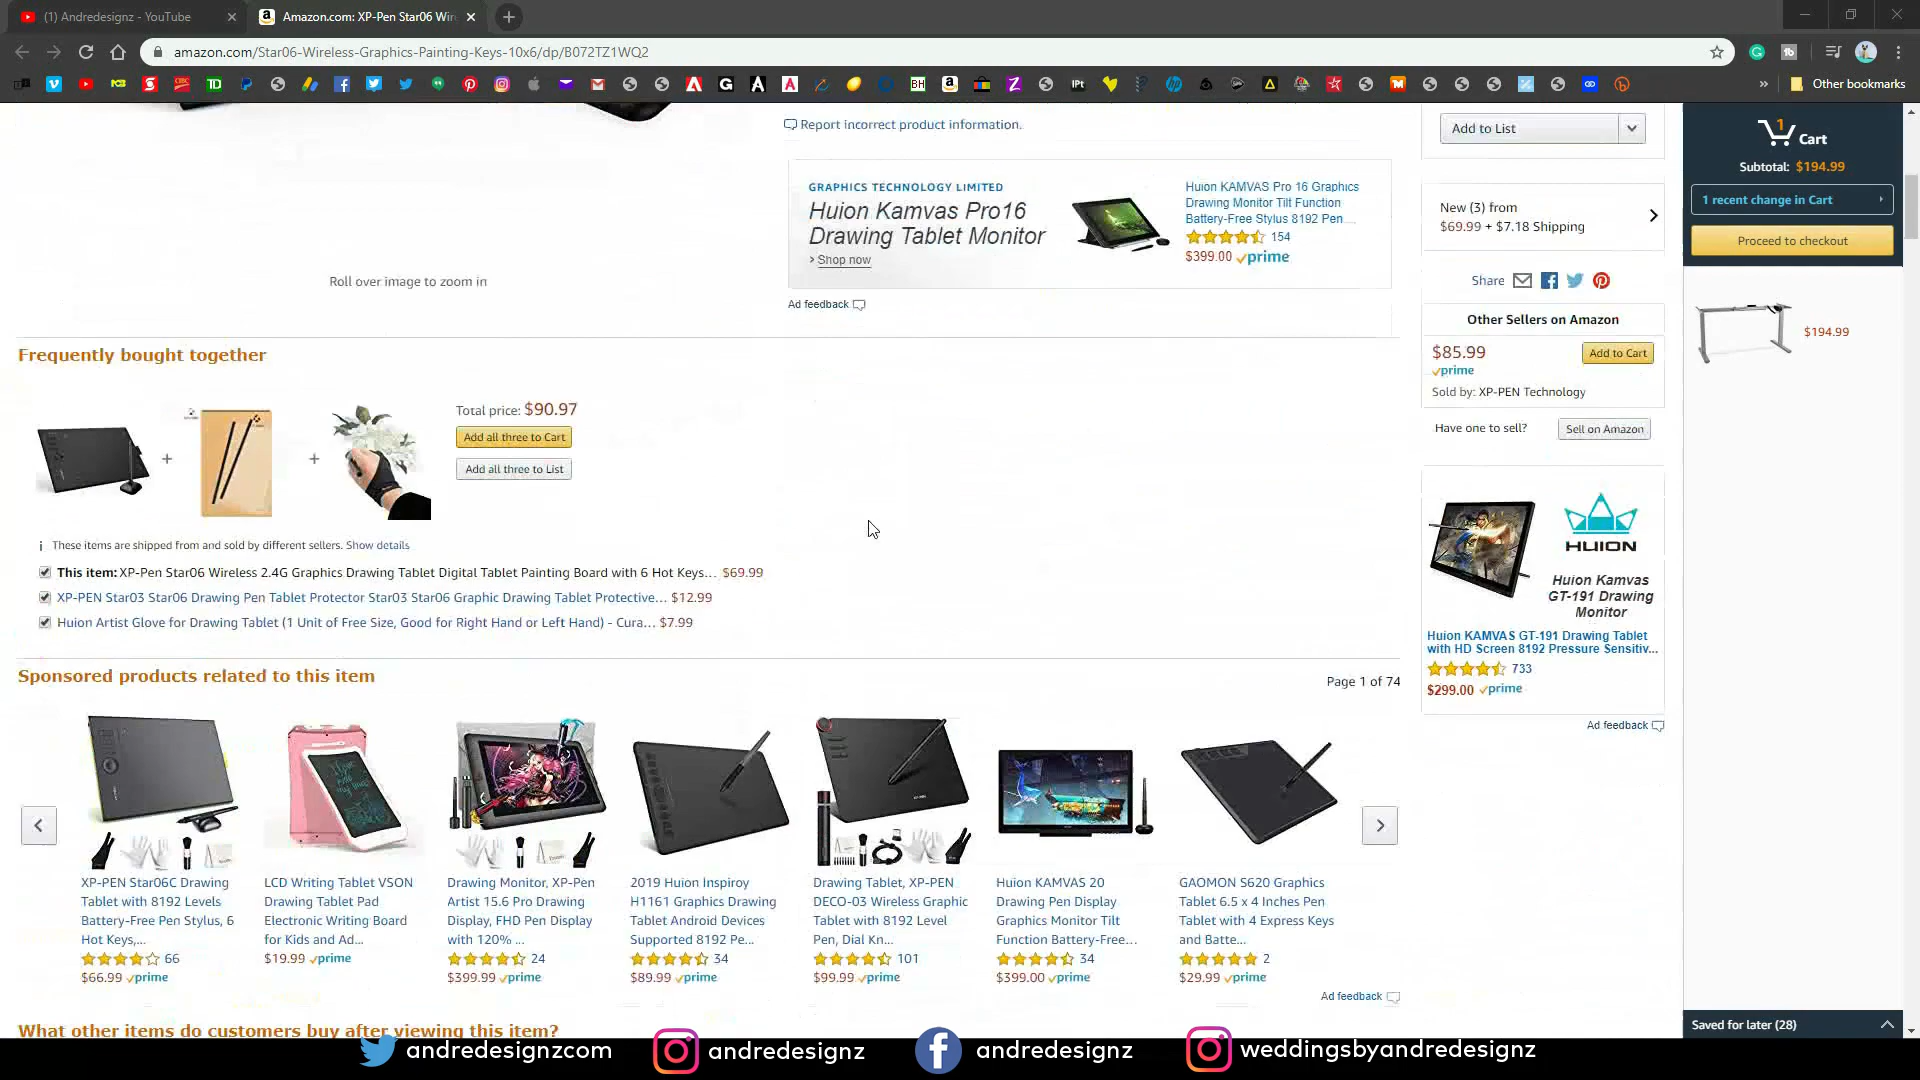 (1) Andredesignz - YouTube
Amazon.com: XP-Pen Star06 Wir
amazon.com/Star06-Wireless-Graphics-Painting-Keys-10x6/dp/B072TZ1WQ2
Other bookmarks
Report incorrect product information.
GRAPHICS TECHNOLOGY LIMITED
Huion Kamvas Pro16
Drawing Tablet Monitor
Shop now
Huion KAMVAS Pro 16 Graphics
Drawing Monitor Tilt Function
Battery-Free Stylus 8192 Pen...
154
$399.00 prime
Ad feedback
Roll over image to zoom in
Add to List
New (3) from
$69.99 + $7.18 Shipping
Share
Other Sellers on Amazon
$85.99
Add to Cart
prime
Sold by: XP-PEN Technology
Have one to sell?
Sell on Amazon
1
Cart
Subtotal: $194.99
1 recent change in Cart
Proceed to checkout
$194.99
Frequently bought together
+
+
Total price: $90.97
Add all three to Cart
Add all three to List
i These items are shipped from and sold by different sellers. Show details
This item: XP-Pen Star06 Wireless 2.4G Graphics Drawing Tablet Digital Tablet Painting Board with 6 Hot Keys... $69.99
XP-PEN Star03 Star06 Drawing Pen Tablet Protector Star03 Star06 Graphic Drawing Tablet Protective... $12.99
Huion Artist Glove for Drawing Tablet (1 Unit of Free Size, Good for Right Hand or Left Hand) - Cura... $7.99
HUION
Huion Kamvas
GT-191 Drawing
Monitor
Huion KAMVAS GT-191 Drawing Tablet
with HD Screen 8192 Pressure Sensitiv...
733
$299.00 prime
Ad feedback
Sponsored products related to this item
Page 1 of 74
XP-PEN Star06C Drawing
Tablet with 8192 Levels
Battery-Free Pen Stylus, 6
Hot Keys,...
66
$66.99 prime
LCD Writing Tablet VSON
Drawing Tablet Pad
Electronic Writing Board
for Kids and Ad...
$19.99 prime
Drawing Monitor, XP-Pen
Artist 15.6 Pro Drawing
Display, FHD Pen Display
with 120% ...
24
$399.99 prime
2019 Huion Inspiroy
H1161 Graphics Drawing
Tablet Android Devices
Supported 8192 Pe...
34
$89.99 prime
Drawing Tablet, XP-PEN
DECO-03 Wireless Graphic
Tablet with 8192 Level
Pen, Dial Kn...
101
$99.99 prime
Huion KAMVAS 20
Drawing Pen Display
Graphics Monitor Tilt
Function Battery-Free...
34
$399.00 prime
GAOMON S620 Graphics
Tablet 6.5 x 4 Inches Pen
Tablet with 4 Express Keys
and Batte...
2
$29.99 prime
Ad feedback
What other items do customers buy after viewing this item?
Saved for later (28)
andredesignzcom
andredesignz
andredesignz
weddingsbyandredesignz